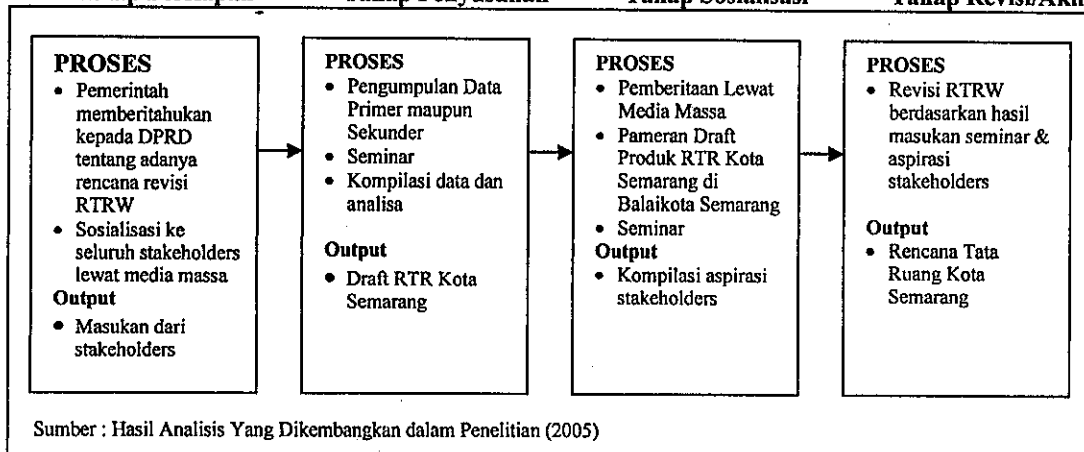 Tahap Penyusunan
Tahap Sosialisasi
PROSES
• Pemerintah
memberitahukan
kepada DPRD
tentang adanya
rencana revisi
RTRW
• Sosialisasi ke
seluruh stakeholders
lewat media massa
Output
• Masukan dari
stakeholders
PROSES
• Pengumpulan Data
Primer maupun
Sekunder
• Seminar
• Kompilasi data dan
analisa
Output
• Draft RTR Kota
Semarang
PROSES
• Pemberitaan Lewat
Media Massa
• Pameran Draft
Produk RTR Kota
Semarang di
Balaikota Semarang
• Seminar
Output
• Kompilasi aspirasi
stakeholders
PROSES
• Revisi RTRW
berdasarkan hasil
masukan seminar &
aspirasi
stakeholders
Output
• Rencana Tata
Ruang Kota
Semarang
Sumber : Hasil Analisis Yang Dikembangkan dalam Penelitian (2005)